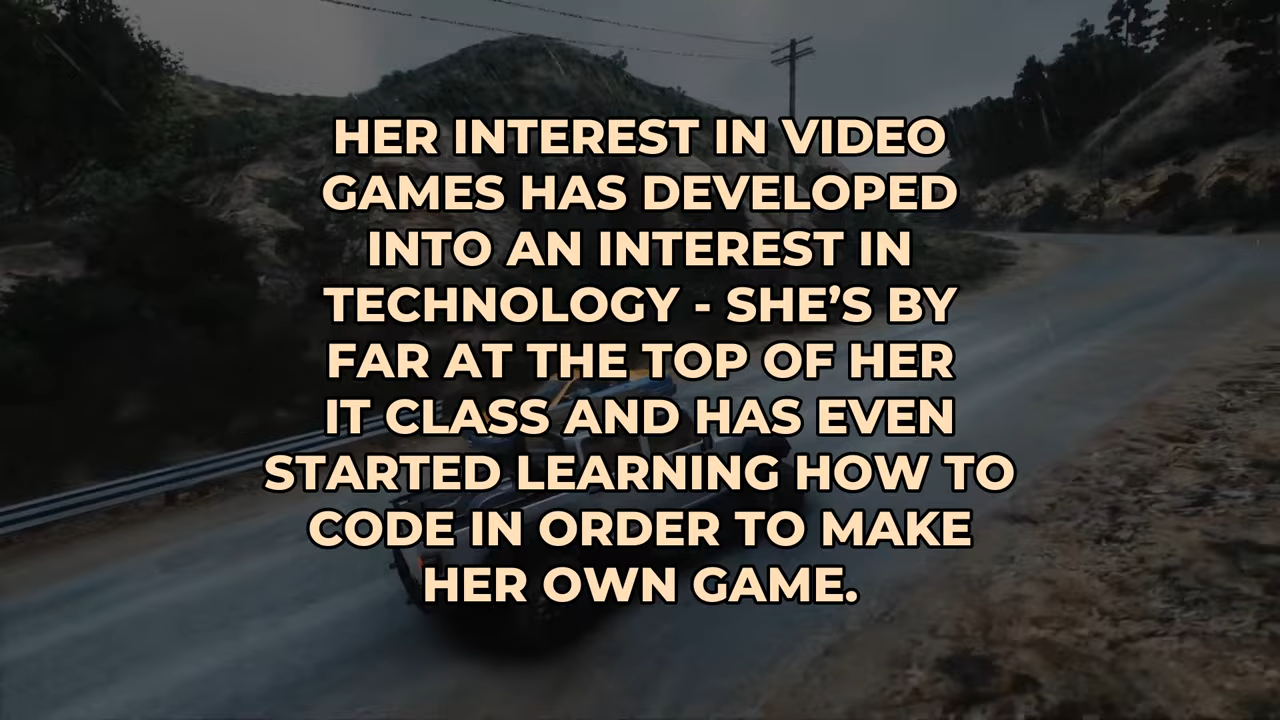 HER INTEREST IN VIDEO
GAMES HAS DEVELOPED
INTO AN INTEREST IN
TECHNOLOGY - SHE’S BY
FAR AT THE TOP OF HER
IT CLASS AND HAS EVEN
STARTED LEARNING HOW TO
CODE IN ORDER TO MAKE
HER OWN GAME.